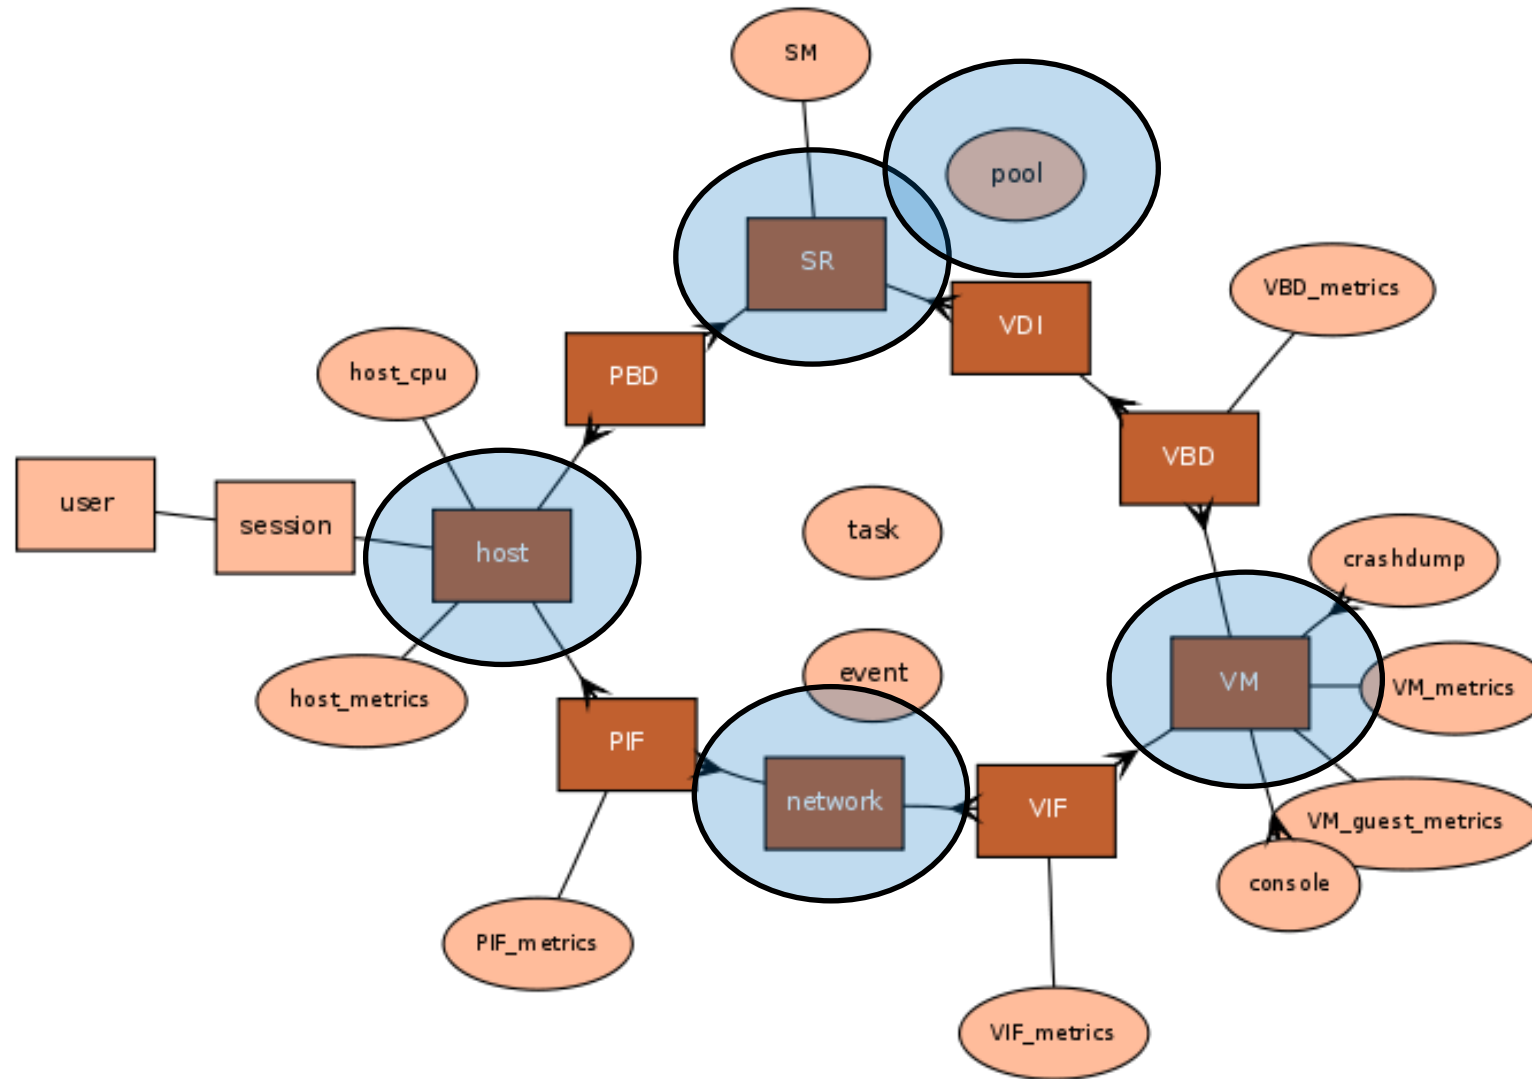 SM
pool
SR
VBD_metrics
VDI
host_cpu
PBD
VBD
user
session
host
task
crashdump
event
VM
VM_metrics
host_metrics
PIF
network
VIF
VM_guest_metrics
console
PIF_metrics
VIF_metrics